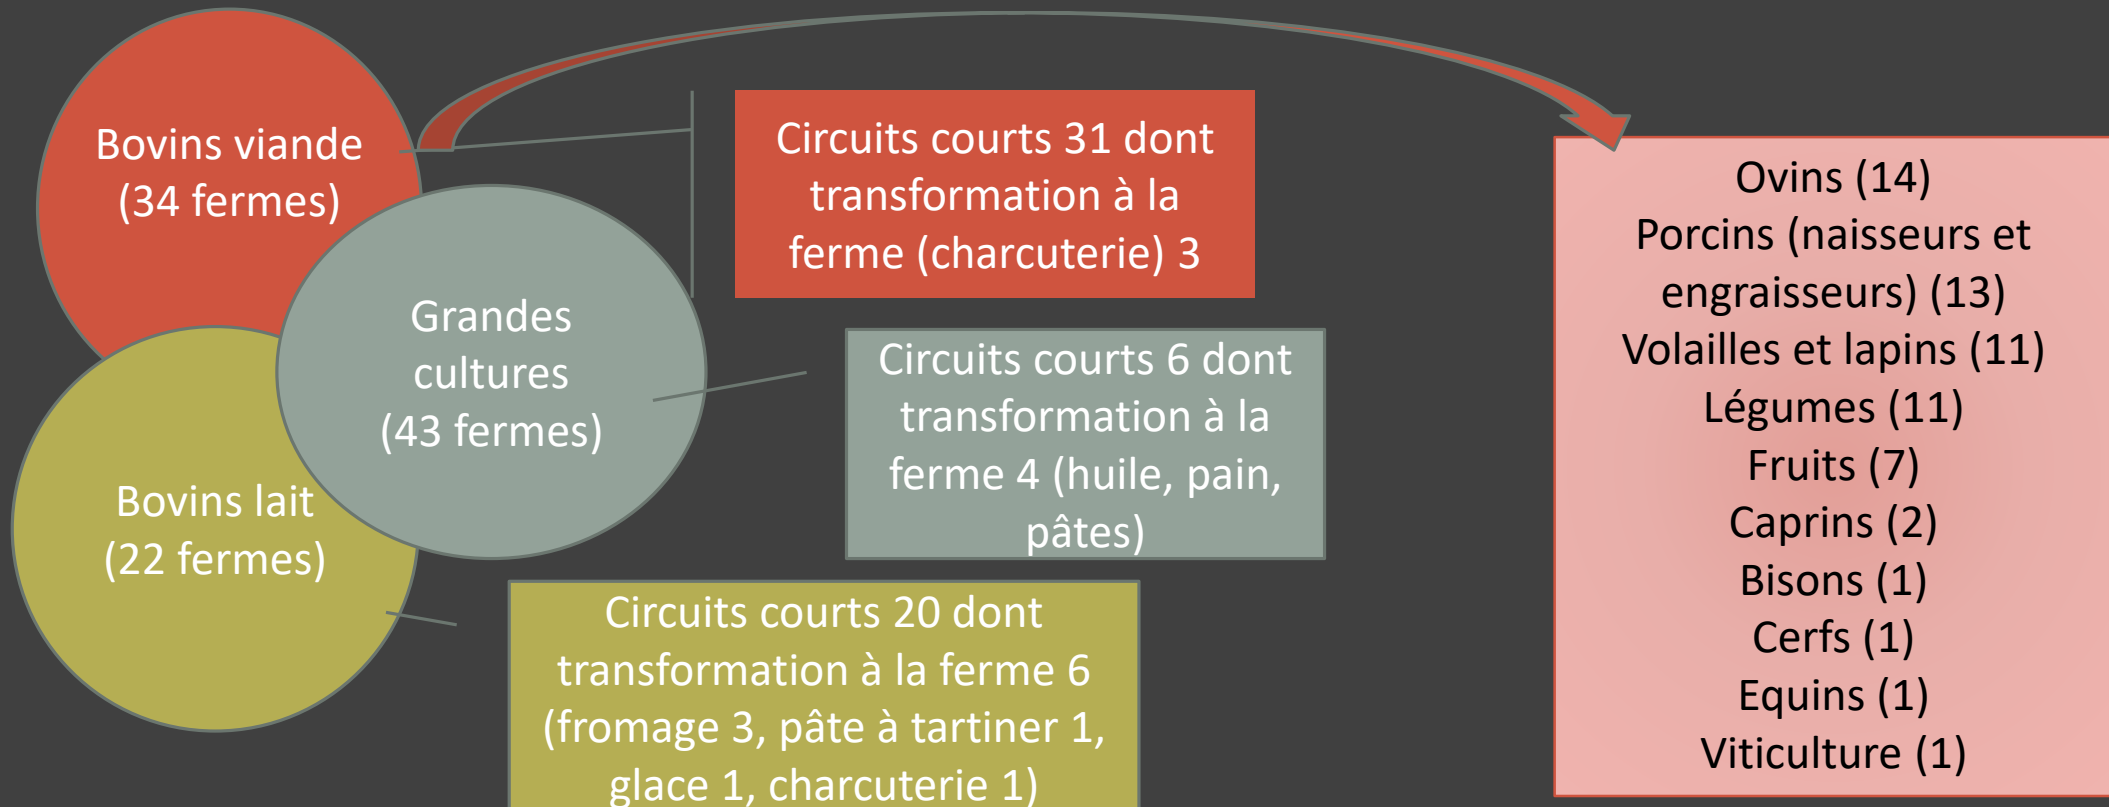 Bovins viande
(34 fermes)
Grandes
cultures
(43 fermes)
Bovins lait
(22 fermes)
Circuits courts 31 dont
transformation à la
ferme (charcuterie) 3
Circuits courts 6 dont
transformation à la
ferme 4 (huile, pain,
pâtes)
Circuits courts 20 dont
transformation à la ferme 6
(fromage 3, pâte à tartiner 1,
glace 1, charcuterie 1)
Ovins (14)
Porcins (naisseurs et
engraisseurs) (13)
Volailles et lapins (11)
Légumes (11)
Fruits (7)
Caprins (2)
Bisons (1)
Cerfs (1)
Equins (1)
Viticulture (1)